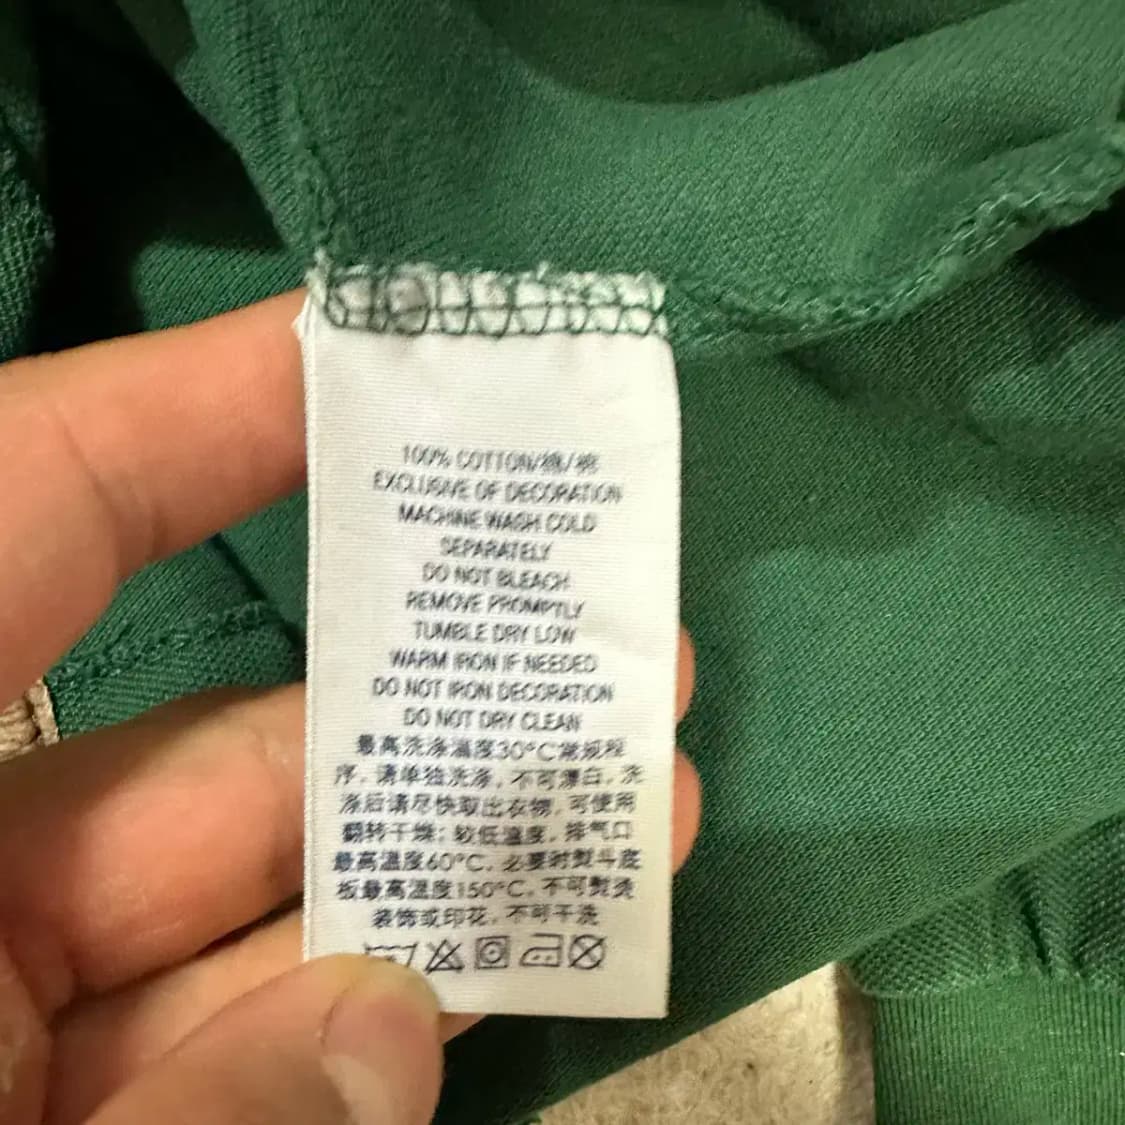 100% COTTON/棉/棉
EXCLUSIVE OF DECORATION
MACHINE WASH COLD
SEPARATELY
DO NOT BLEACH
REMOVE PROMPTLY
TUMBLE DRY LOW
WARM IRON IF NEEDED
DO NOT IRON DECORATION
DO NOT DRY CLEAN
最高洗涤温度30°C常规程
序, 请单独洗涤, 不可漂白, 洗
涤后请尽快取出衣物, 可使用
翻转干燥; 较低温度, 排气口
最高温度60°C, 必要时熨斗底
板最高温度150°C, 不可熨烫
装饰或印花, 不可干洗